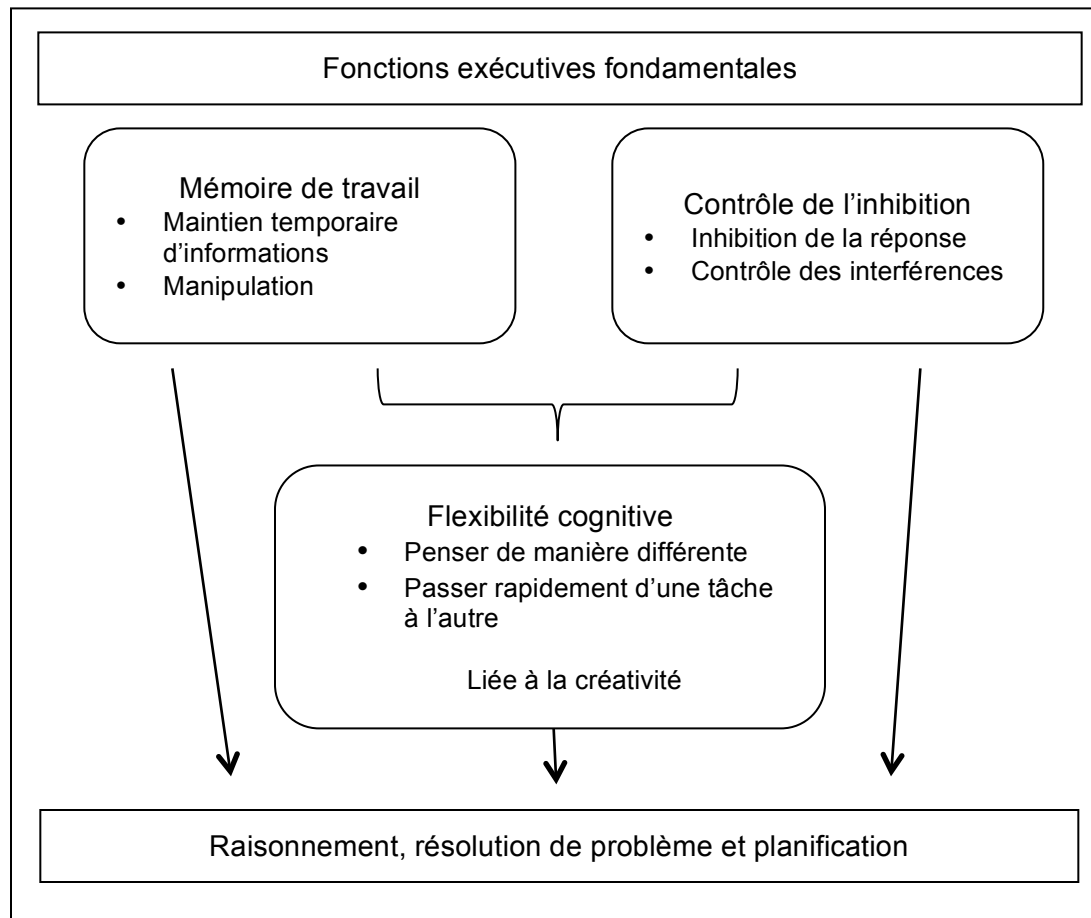 Fonctions exécutives fondamentales
Mémoire de travail
• Maintien temporaire
d'informations
• Manipulation
Contrôle de l'inhibition
• Inhibition de la réponse
• Contrôle des interférences
Flexibilité cognitive
• Penser de manière différente
• Passer rapidement d'une tâche
à l'autre
Liée à la créativité
Raisonnement, résolution de problème et planification